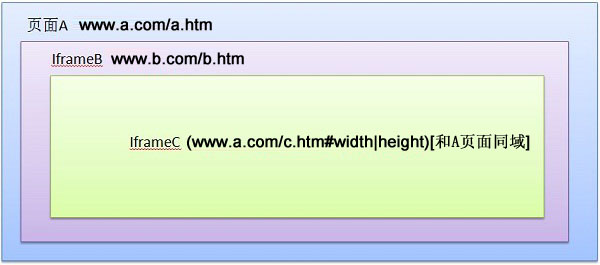 页面A www.a.com/a.htm
IframeB www.b.com/b.htm
IframeC (www.a.com/c.htm#width|height)[和A页面同域]